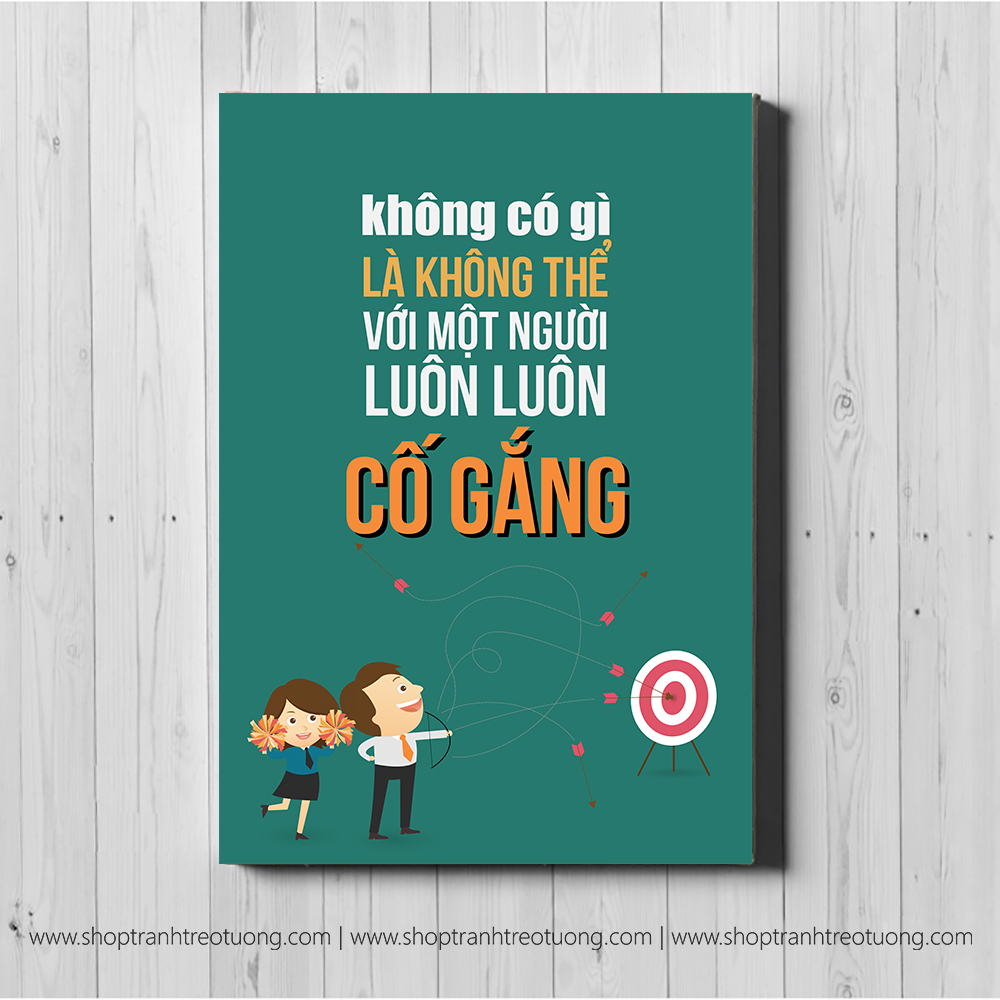 không có gì
LÀ KHÔNG THỂ
VỚI MỘT NGƯỜI
LUÔN LUÔN
CỐ GẮNG
www.shoptranhtreotuong.com | www.shoptranhtreotuong.com | www.shoptranhtreotuong.com